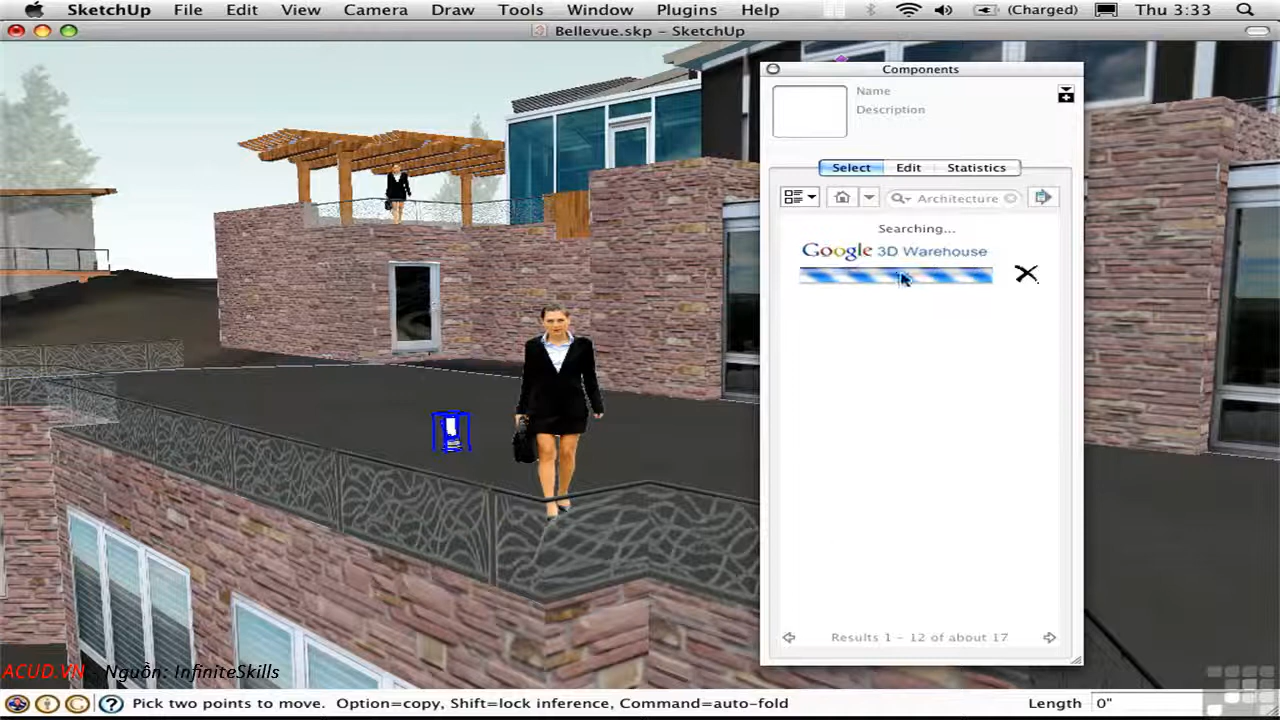 SketchUp File Edit View Camera Draw Tools Window Plugins Help (Charged) Thu 3:33
Bellevue.skp – SketchUp
Components
Name
Description
Select Edit Statistics
Architecture
Searching...
Google 3D Warehouse
Results 1 - 12 of about 17
ACUD.VN - Nguồn: InfiniteSkills
Pick two points to move. Option=copy, Shift=lock inference, Command=auto-fold Length 0"